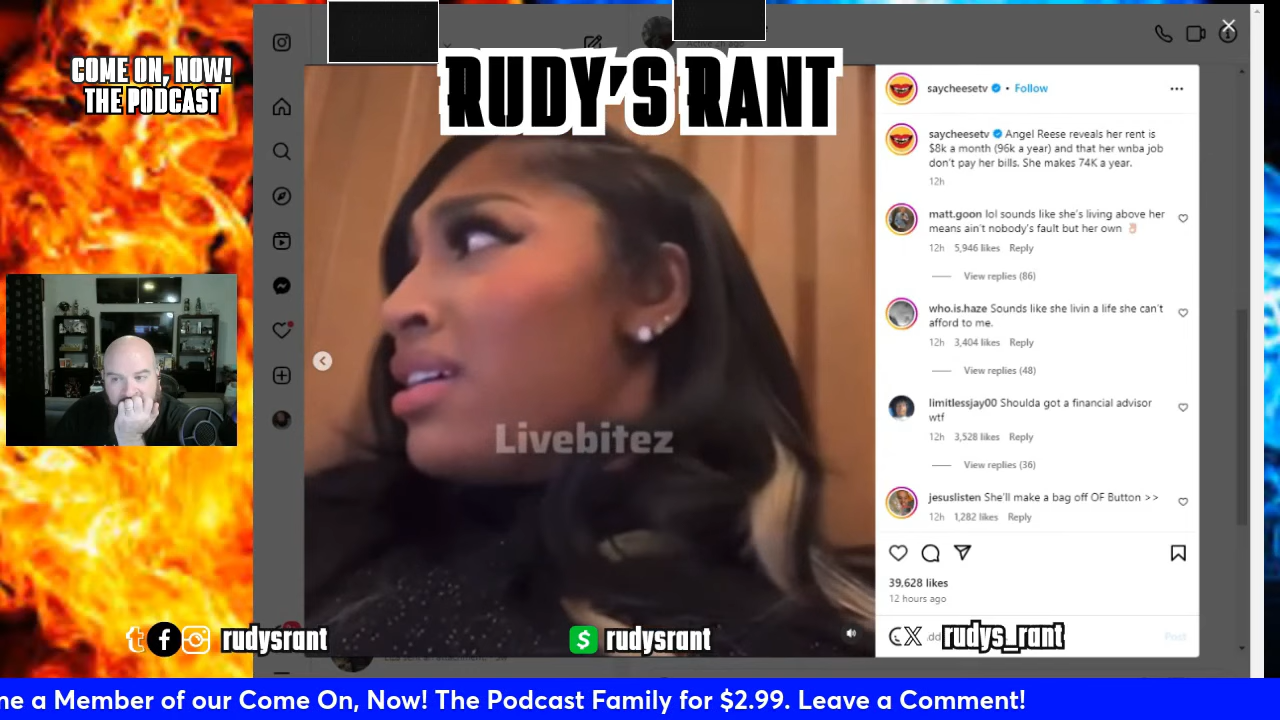 COME ON, NOW!
THE PODCAST
RUDY'S RANT
saycheesetv • Follow
saycheesetv Angel Reese reveals her rent is
$8k a month (96k a year) and that her wnba job
don't pay her bills. She makes 74K a year.
12h
matt.goon lol sounds like she's living above her
means ain't nobody's fault but her own
12h 5,946 likes Reply
View replies (86)
who.is.haze Sounds like she livin a life she can't
afford to me.
12h 3,404 likes Reply
View replies (48)
limitlessjay00 Shoulda got a financial advisor
wtf
12h 3,528 likes Reply
View replies (36)
jesuslisten She'll make a bag off OF Button >>
12h 1,282 likes Reply
39,628 likes
12 hours ago
Post
Livebitez
rudysrant
rudysrant
rudys_rant
me a Member of our Come On, Now! The Podcast Family for $2.99. Leave a Comment!